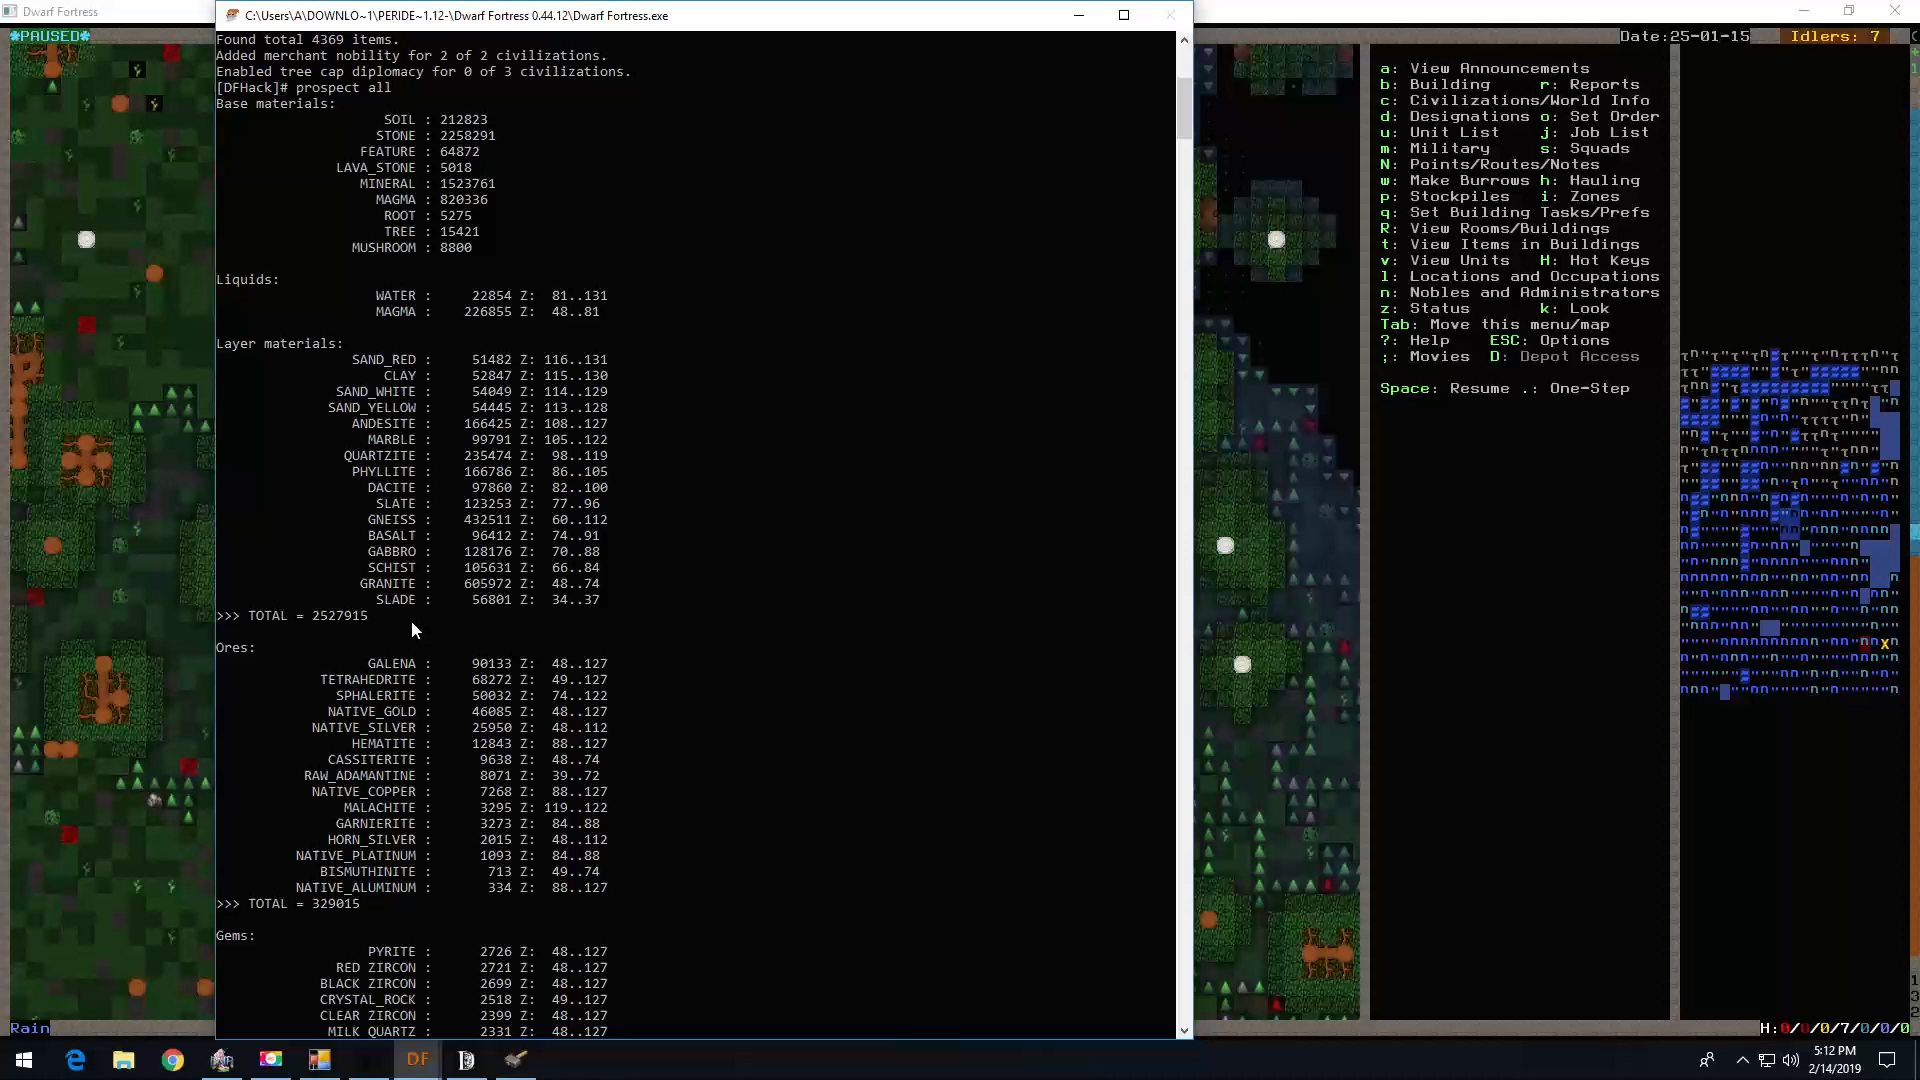 Dwarf Fortress
C:\Users\A\DOWNLO~1\PERIDE~1.12-\Dwarf Fortress 0.44.12\Dwarf Fortress.exe
*PAUSED*
Date:25-01-15 Idlers: 7
Found total 4369 items.
Added merchant nobility for 2 of 2 civilizations.
Enabled tree cap diplomacy for 0 of 3 civilizations.
[DFHack]# prospect all
Base materials:
SOIL : 212823
STONE : 2258291
FEATURE : 64872
LAVA_STONE : 5018
MINERAL : 1523761
MAGMA : 820336
ROOT : 5275
TREE : 15421
MUSHROOM : 8800
Liquids:
WATER : 22854 Z: 81..131
MAGMA : 226855 Z: 48..81
Layer materials:
SAND_RED : 51482 Z: 116..131
CLAY : 52847 Z: 115..130
SAND_WHITE : 54049 Z: 114..129
SAND_YELLOW : 54445 Z: 113..128
ANDESITE : 166425 Z: 108..127
MARBLE : 99791 Z: 105..122
QUARTZITE : 235474 Z: 98..119
PHYLLITE : 166786 Z: 86..105
DACITE : 97860 Z: 82..100
SLATE : 123253 Z: 77..96
GNEISS : 432511 Z: 60..112
BASALT : 96412 Z: 74..91
GABBRO : 128176 Z: 70..88
SCHIST : 105631 Z: 66..84
GRANITE : 605972 Z: 48..74
SLADE : 56801 Z: 34..37
>>> TOTAL = 2527915
Ores:
GALENA : 90133 Z: 48..127
TETRAHEDRITE : 68272 Z: 49..127
SPHALERITE : 50032 Z: 74..122
NATIVE_GOLD : 46085 Z: 48..127
NATIVE_SILVER : 25950 Z: 48..112
HEMATITE : 12843 Z: 88..127
CASSITERITE : 9638 Z: 48..74
RAW_ADAMANTINE : 8071 Z: 39..72
NATIVE_COPPER : 7268 Z: 88..127
MALACHITE : 3295 Z: 119..122
GARNIERITE : 3273 Z: 84..88
HORN_SILVER : 2015 Z: 48..112
NATIVE_PLATINUM : 1093 Z: 84..88
BISMUTHINITE : 713 Z: 49..74
NATIVE_ALUMINUM : 334 Z: 88..127
>>> TOTAL = 329015
Gems:
PYRITE : 2726 Z: 48..127
RED ZIRCON : 2721 Z: 48..127
BLACK ZIRCON : 2699 Z: 48..127
CRYSTAL_ROCK : 2518 Z: 49..127
CLEAR ZIRCON : 2399 Z: 48..127
MILK QUARTZ : 2331 Z: 48..127
a: View Announcements
b: Building r: Reports
c: Civilizations/World Info
d: Designations o: Set Order
u: Unit List j: Job List
m: Military s: Squads
N: Points/Routes/Notes
w: Make Burrows h: Hauling
p: Stockpiles i: Zones
q: Set Building Tasks/Prefs
R: View Rooms/Buildings
t: View Items in Buildings
v: View Units H: Hot Keys
l: Locations and Occupations
n: Nobles and Administrators
z: Status k: Look
Tab: Move this menu/map
?: Help ESC: Options
;: Movies D: Depot Access
Space: Resume .: One-Step
Rain
H:0/0/0/7/0/0/0
DF
5:12 PM
2/14/2019